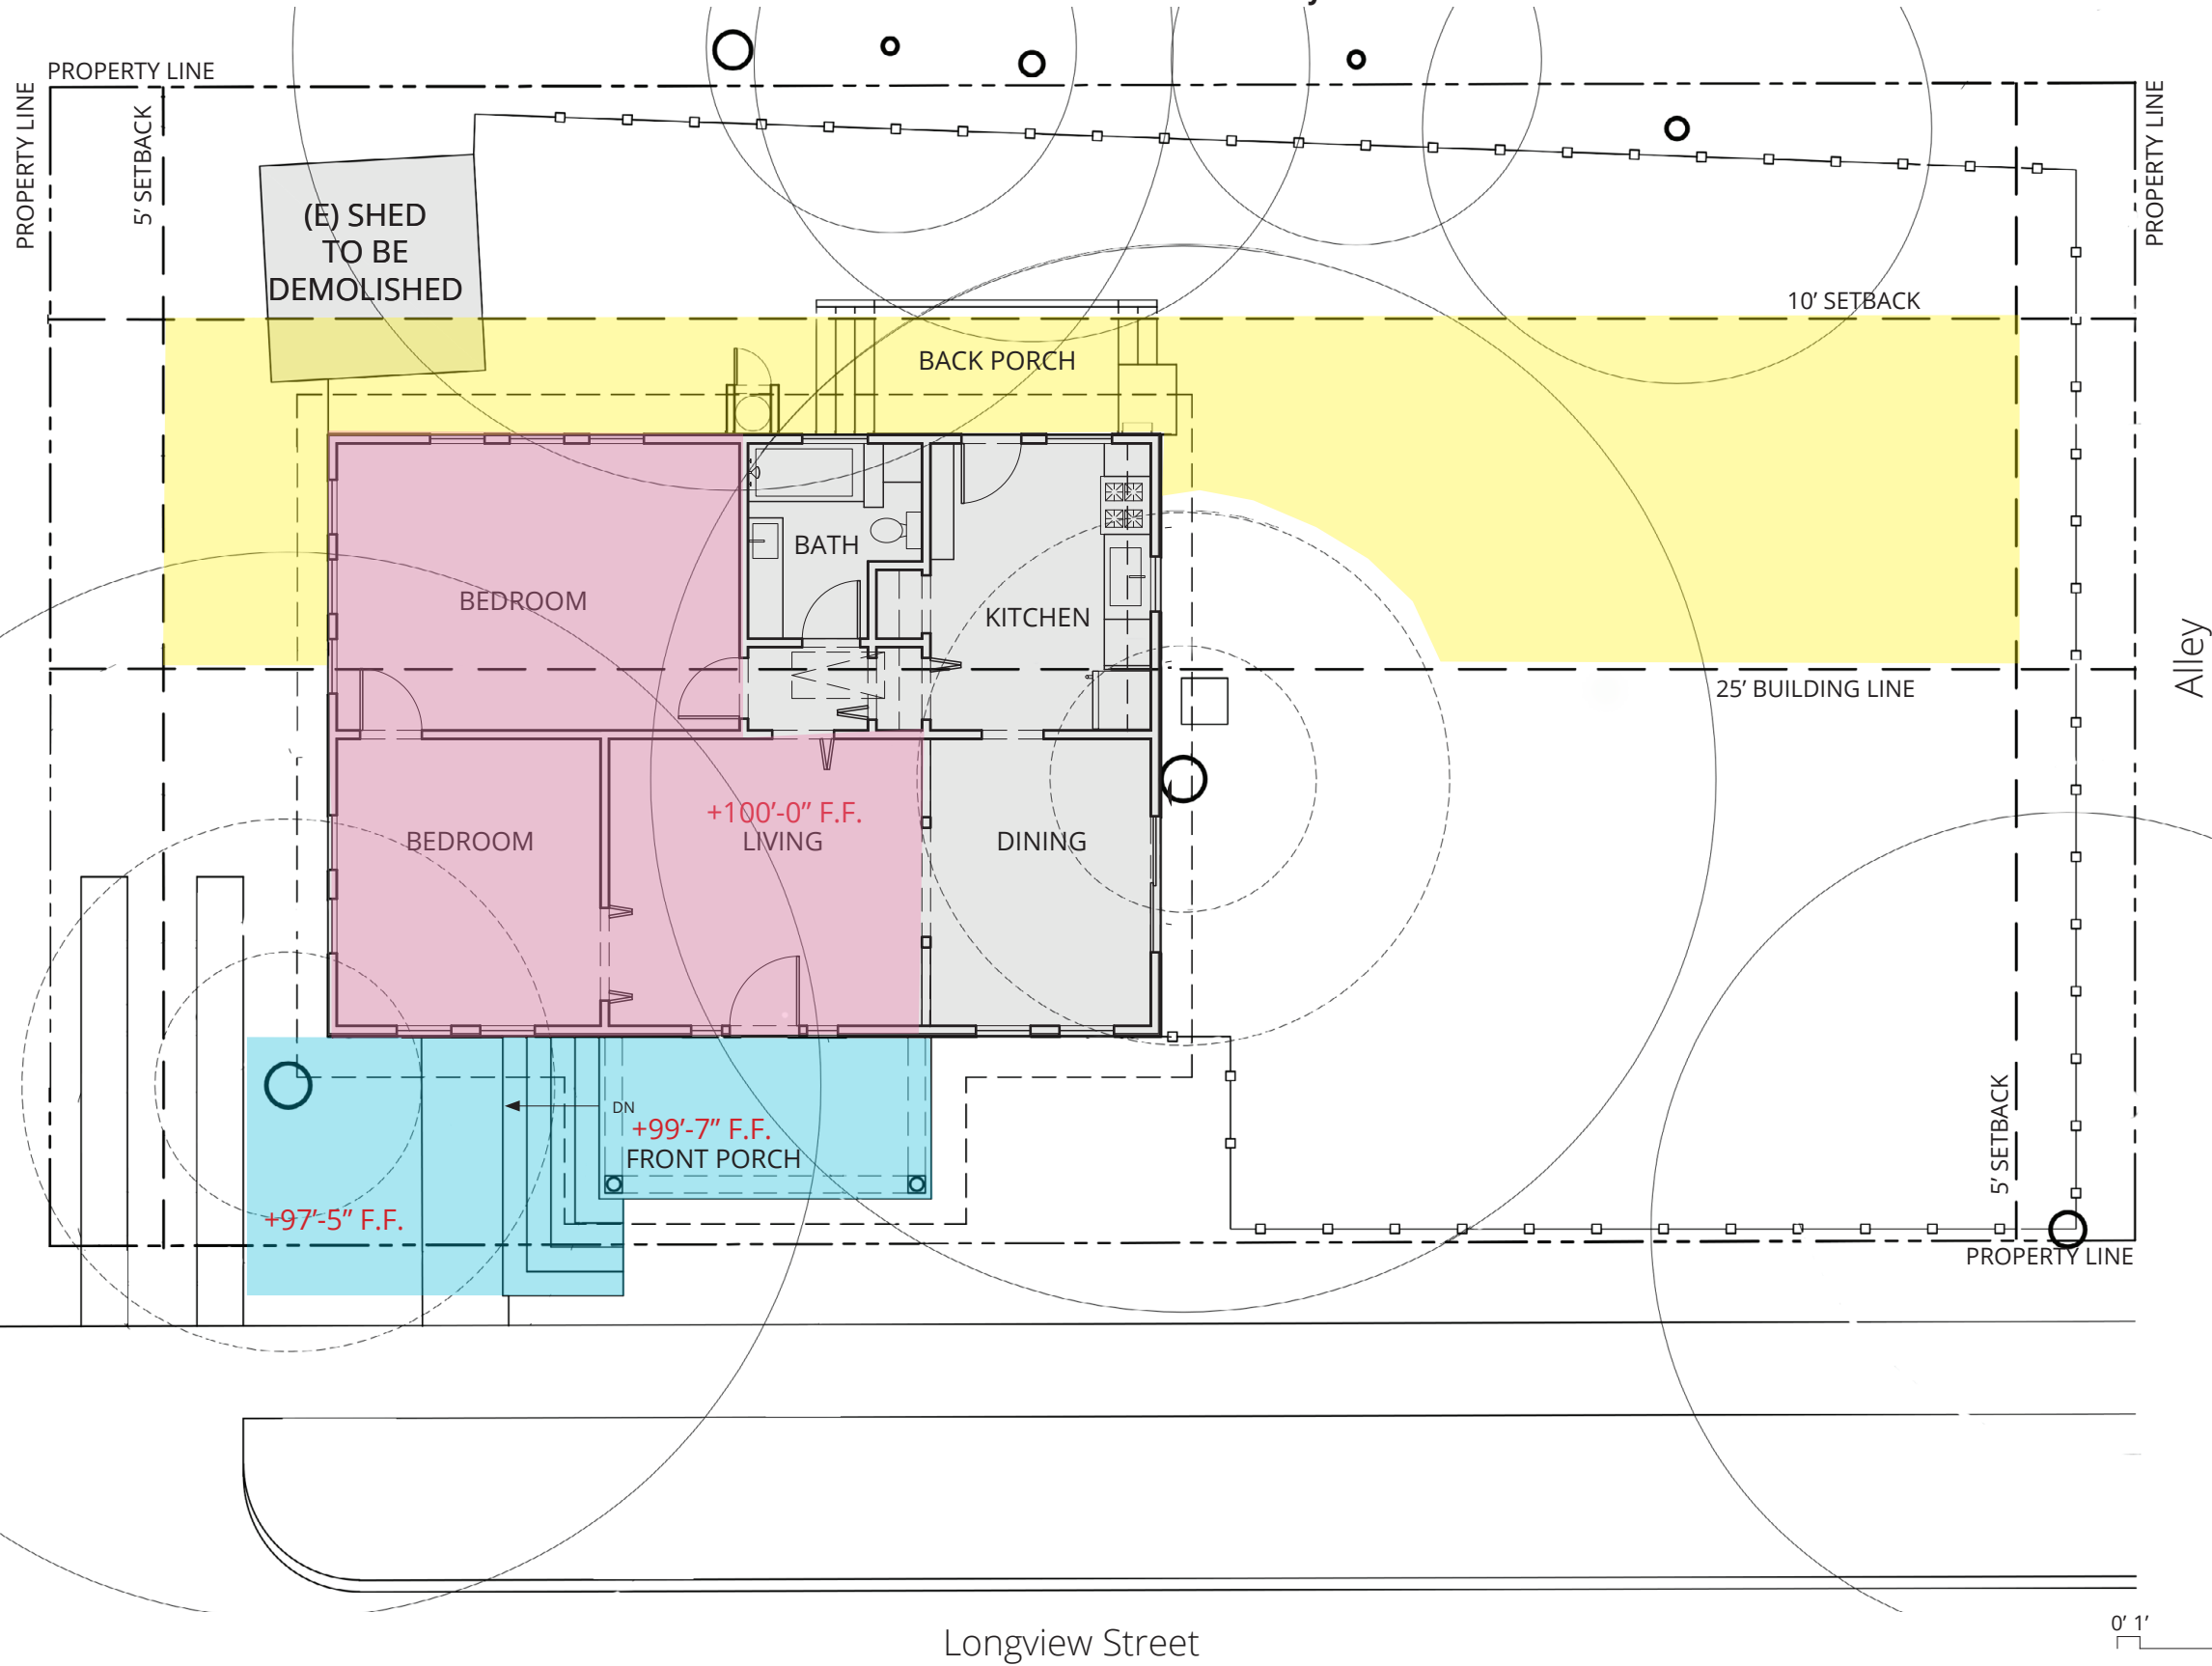 PROPERTY LINE
PROPERTY LINE
5’ SETBACK
PROPERTY LINE
(E) SHED
TO BE
DEMOLISHED
10’ SETBACK
BACK PORCH
BATH
BEDROOM
KITCHEN
Alley
25’ BUILDING LINE
+100’-0” F.F.
BEDROOM
LIVING
DINING
DN
+99’-7” F.F.
FRONT PORCH
5’ SETBACK
+97’-5” F.F.
PROPERTY LINE
0’ 1’
Longview Street